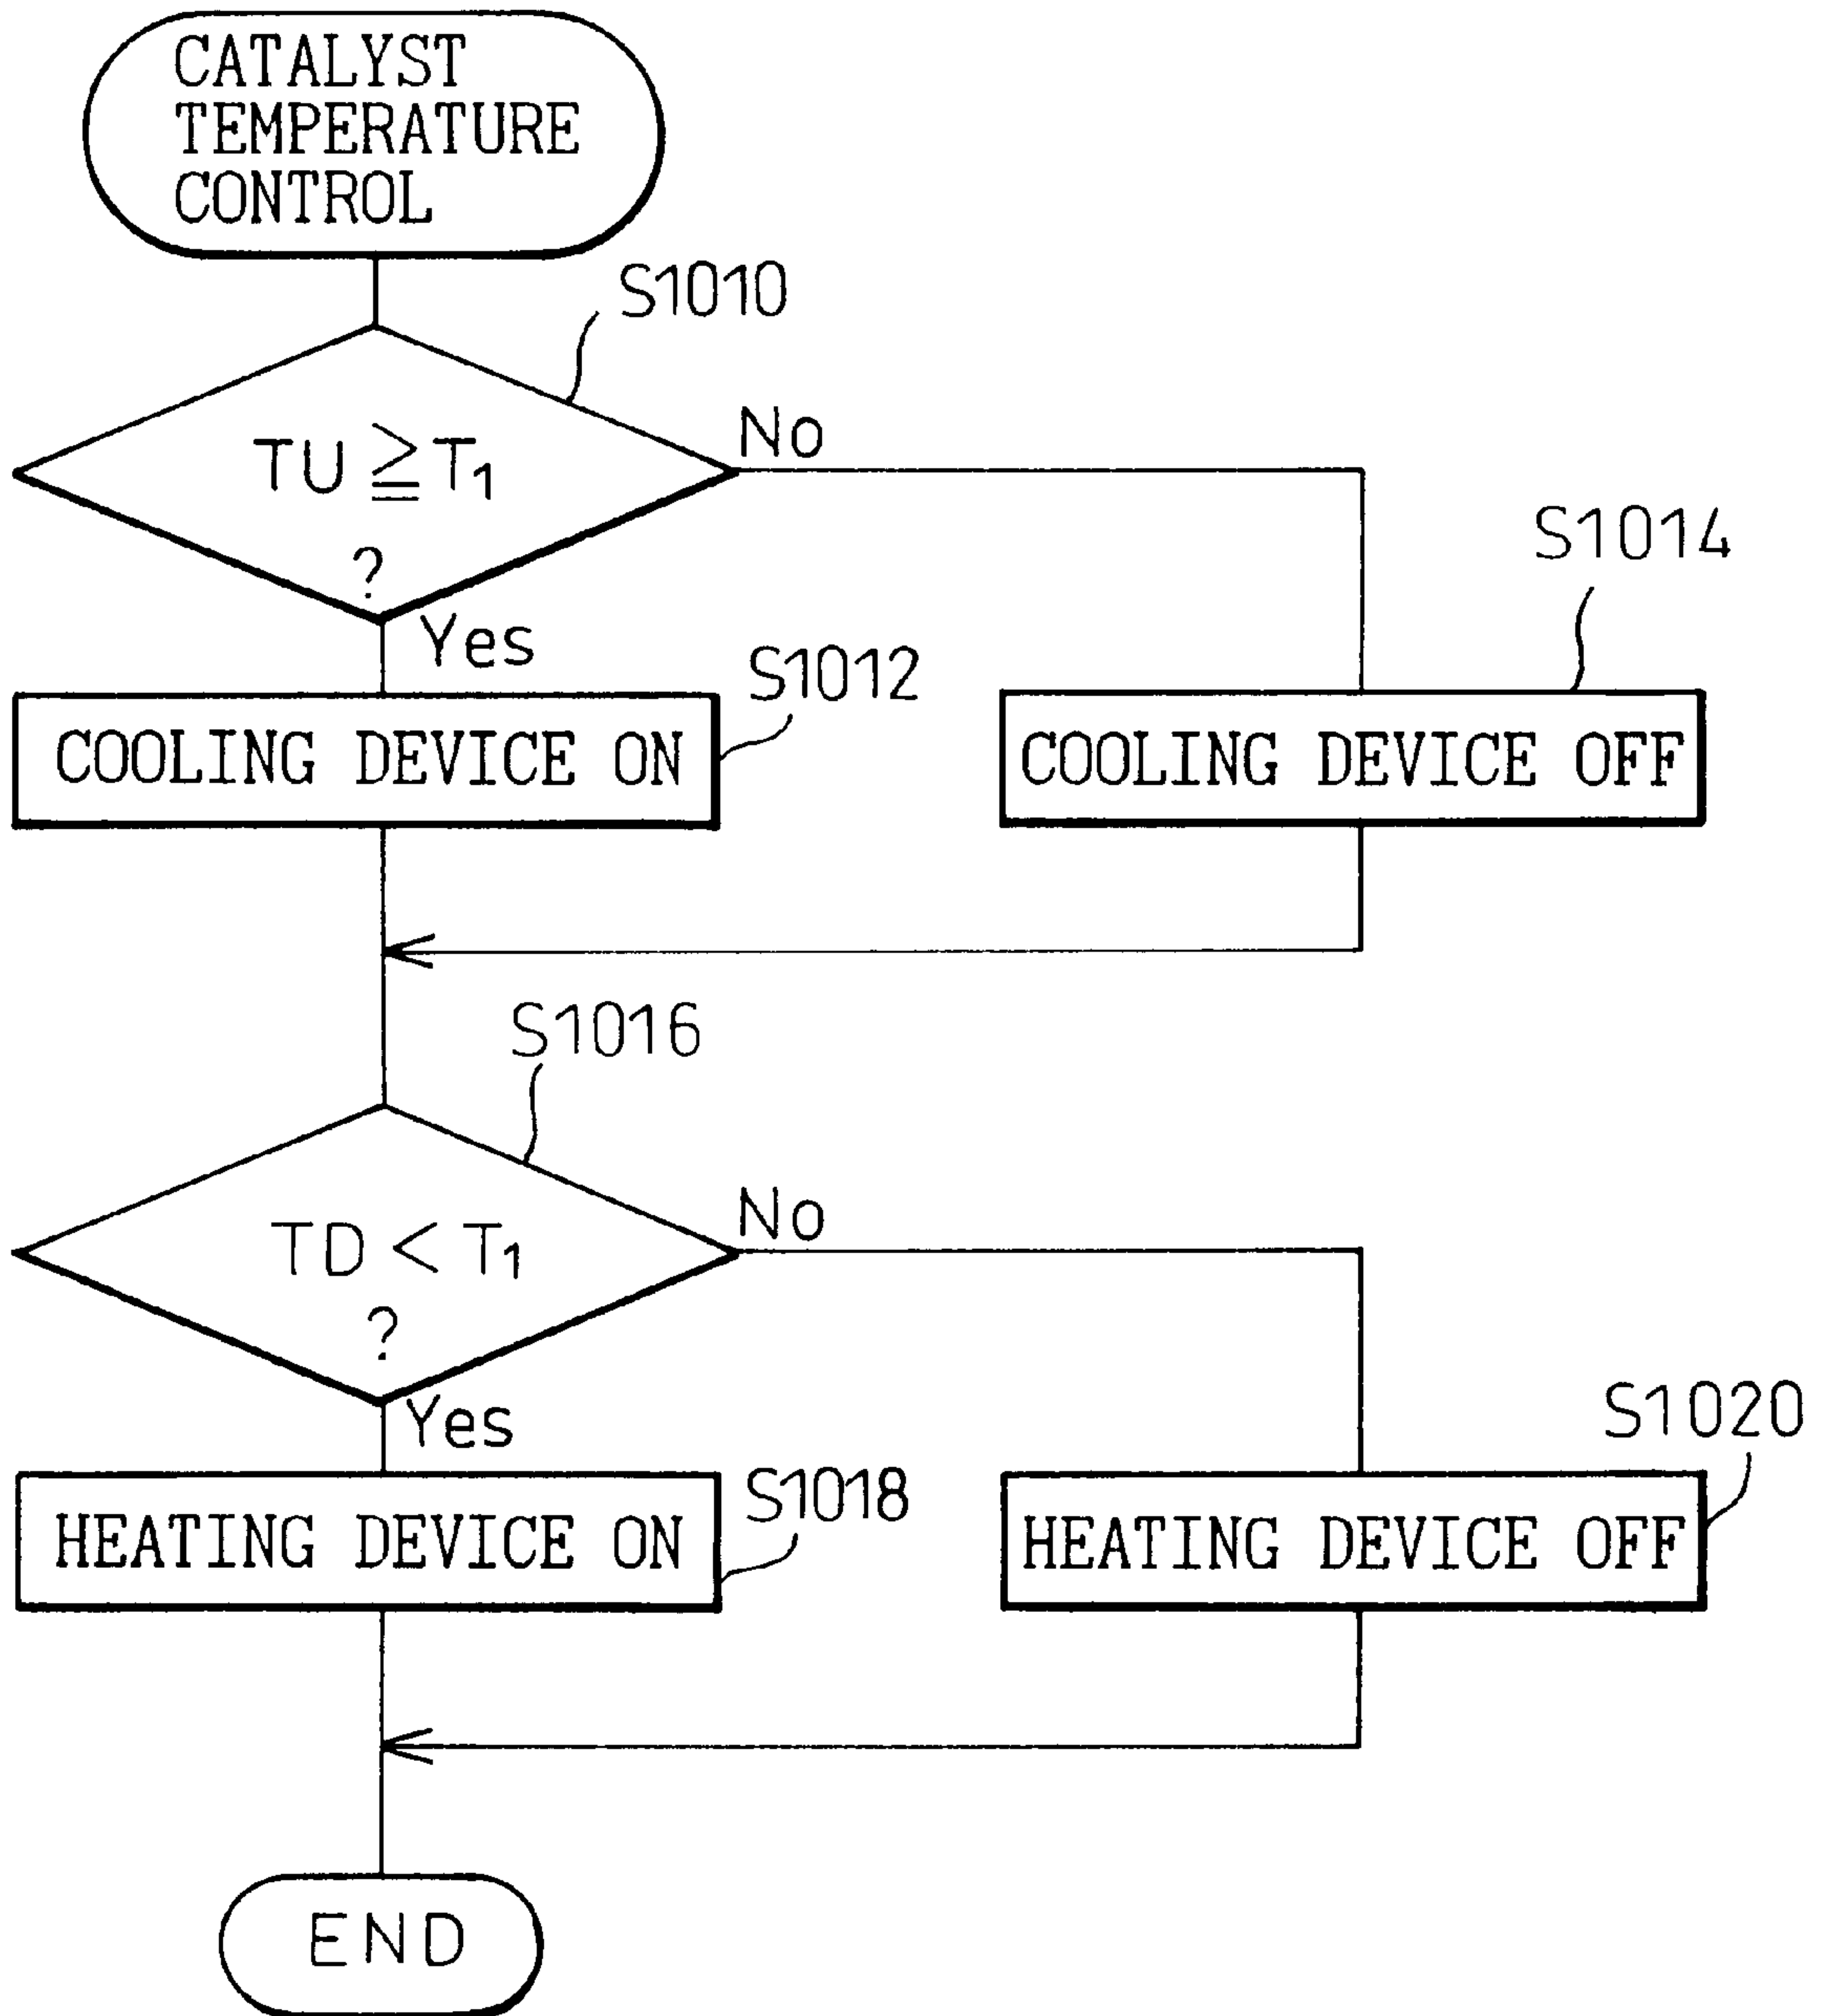 CATALYST
TEMPERATURE
CONTROL
S1010
TU ≧ T1
?
No
Yes
S1012
S1014
COOLING DEVICE ON
COOLING DEVICE OFF
S1016
TD < T1
?
No
Yes
S1018
S1020
HEATING DEVICE ON
HEATING DEVICE OFF
END